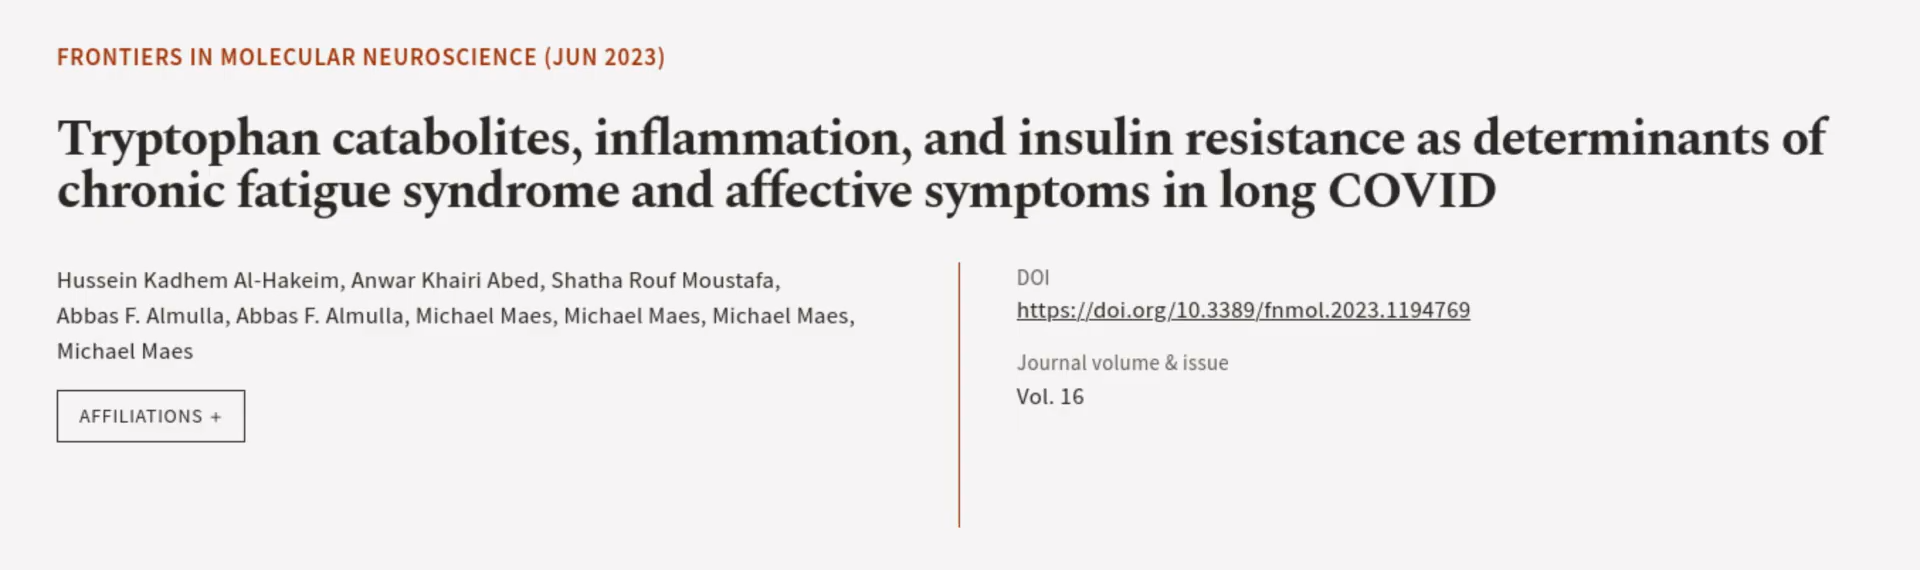 FRONTIERS IN MOLECULAR NEUROSCIENCE (JUN 2023)
Tryptophan catabolites, inflammation, and insulin resistance as determinants of
chronic fatigue syndrome and affective symptoms in long COVID
Hussein Kadhem Al-Hakeim, Anwar Khairi Abed, Shatha Rouf Moustafa,
Abbas F. Almulla, Abbas F. Almulla, Michael Maes, Michael Maes, Michael Maes,
Michael Maes
AFFILIATIONS +
DOI
https://doi.org/10.3389/fnmol.2023.1194769
Journal volume & issue
Vol. 16